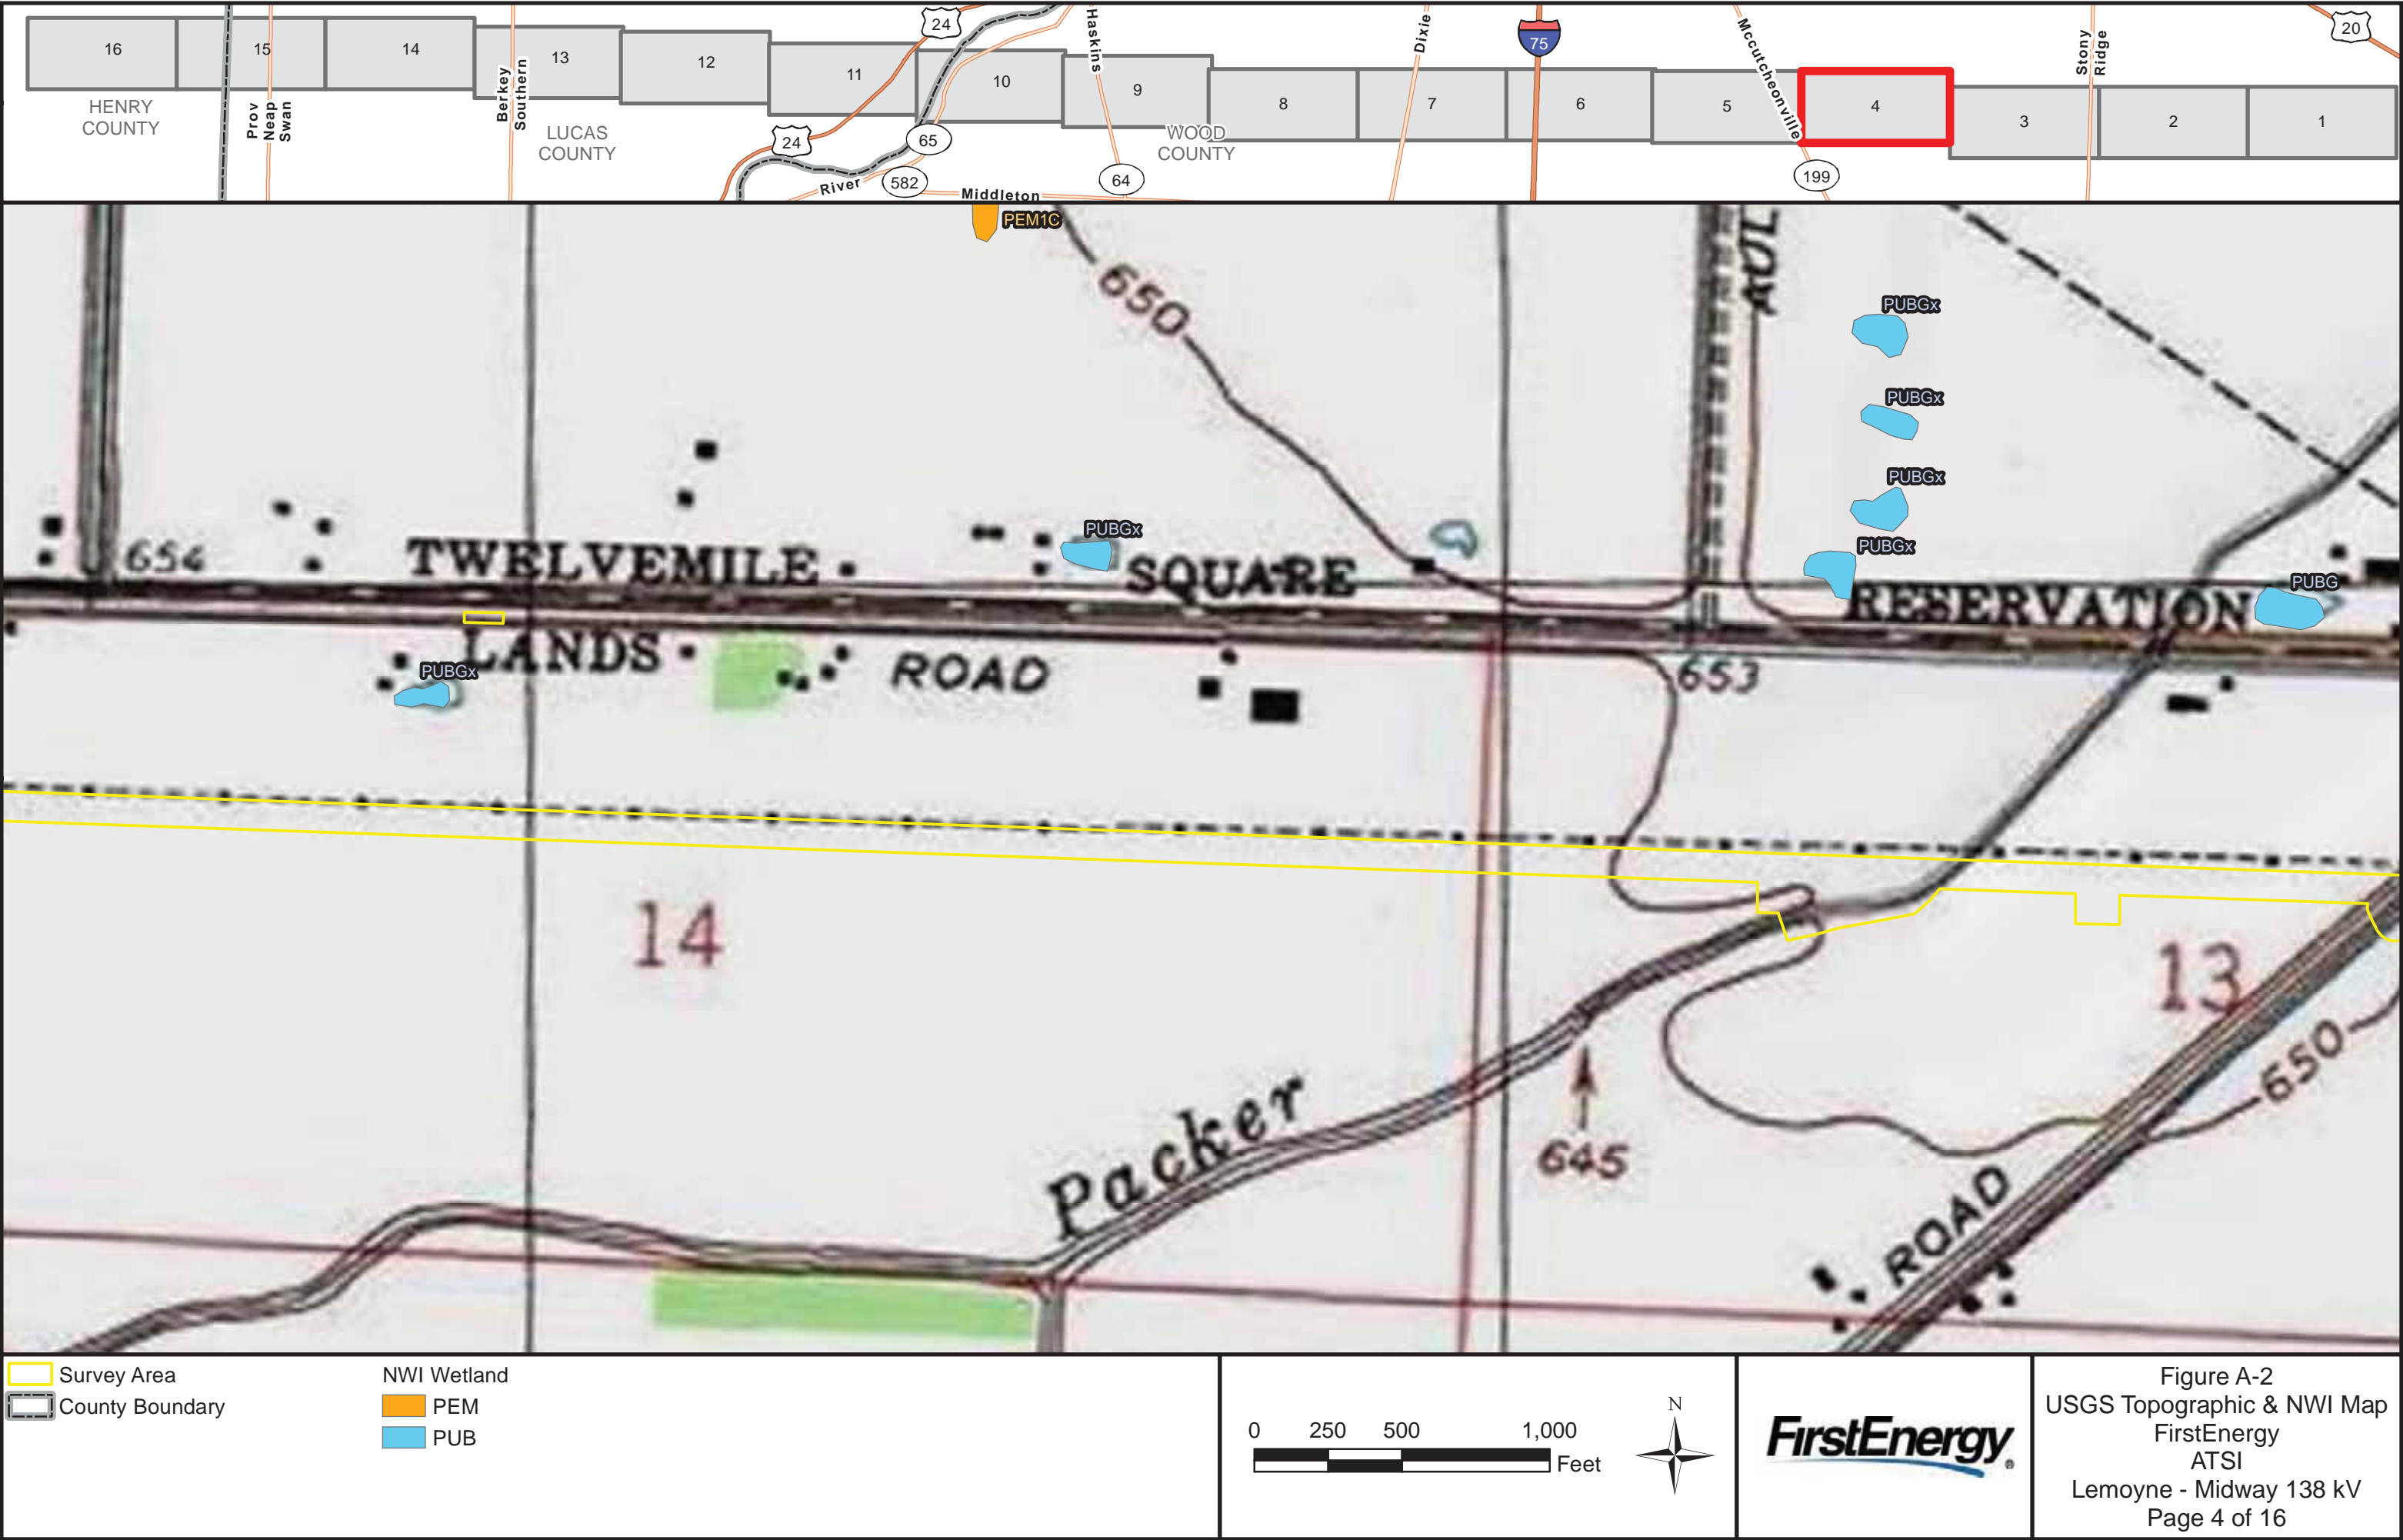 16
15
14
13
12
11
10
9
8
7
6
5
4
3
2
1
HENRY
COUNTY
Prov
Neap
Swan
Berkey
Southern
LUCAS
COUNTY
24
24
65
582
River
Middleton
Haskins
64
WOOD
COUNTY
Dixie
75
Mccutcheonville
199
Stony
Ridge
20
PEM1C
650
AUL
PUBGx
PUBGx
PUBGx
PUBGx
PUBGx
PUBG
654
TWELVEMILE
SQUARE
RESERVATION
LANDS
ROAD
PUBGx
653
14
13
Packer
645
650
ROAD
Survey Area
County Boundary
NWI Wetland
PEM
PUB
0 250 500 1,000
Feet
N
FirstEnergy®
Figure A-2
USGS Topographic & NWI Map
FirstEnergy
ATSI
Lemoyne - Midway 138 kV
Page 4 of 16